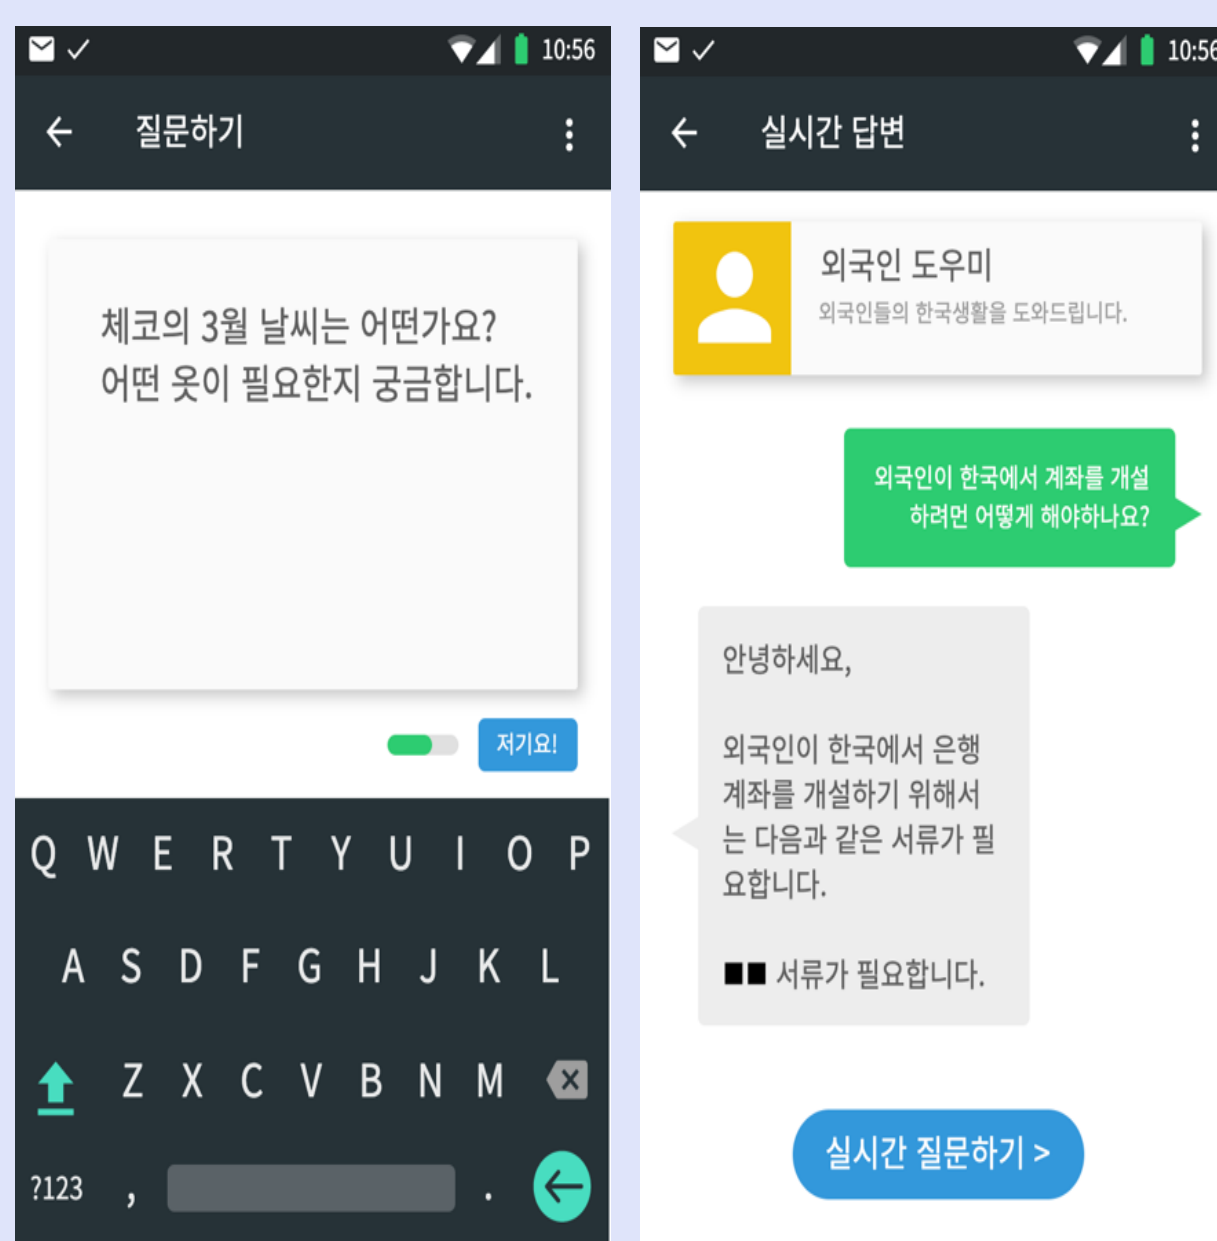 10:56
질문하기
체코의 3월 날씨는 어떤가요?
어떤 옷이 필요한지 궁금합니다.
저기요!
Q W E R T Y U I O P
A S D F G H J K L
Z X C V B N M
?123 , .
10:56
실시간 답변
외국인 도우미
외국인들의 한국생활을 도와드립니다.
외국인이 한국에서 계좌를 개설
하려먼 어떻게 해야하나요?
안녕하세요,
외국인이 한국에서 은행
계좌를 개설하기 위해서
는 다음과 같은 서류가 필
요합니다.
■■ 서류가 필요합니다.
실시간 질문하기 >